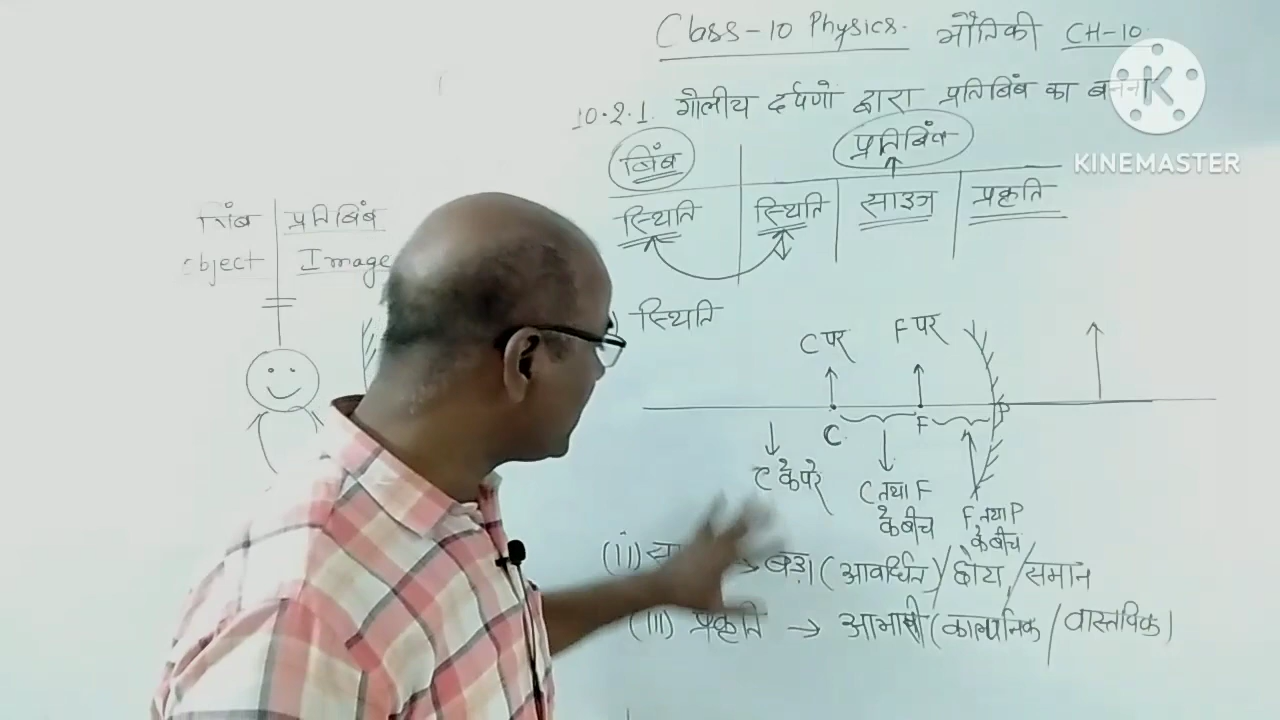 Class-10 Physics. भौतिकी CH-10.
10.2.1. गोलीय दर्पणो द्वारा प्रतिबिंब का बनना
KINEMASTER
बिंब प्रतिबिंब
स्थिति स्थिति साइज प्रकृति
बिंब प्रतिबिंब
object Image
स्थिति
C पर F पर
C F P
C के परे C तथा F के बीच F तथा P के बीच
(ii) बड़ा (आवर्धित) / छोटा / समान
(iii) प्रकृति → आभासी (काल्पनिक / वास्तविक)